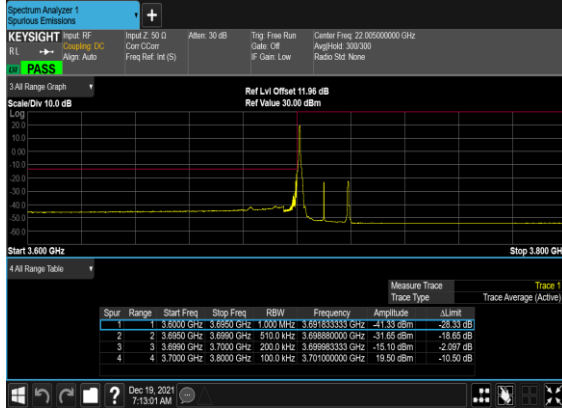 Spectrum Analyzer 1
Spurious Emissions
KEYSIGHT Input: RF Input Z: 50 Ω Atten: 30 dB Trig: Free Run Center Freq: 22.005000000 GHz
RL Coupling: DC Corr CCorr Gate: Off Avg|Hold: 300/300
Align: Auto Freq Ref: Int (S) IF Gain: Low Radio Std: None
PASS
3 All Range Graph
Ref Lvl Offset 11.96 dB
Scale/Div 10.0 dB Ref Value 30.00 dBm
Log
20.0
10.0
0.00
-10.0
-20.0
-30.0
-40.0
-50.0
-60.0
Start 3.600 GHz Stop 3.800 GH
4 All Range Table
Measure Trace Trace 1
Trace Type Trace Average (Active)
Spur Range Start Freq Stop Freq RBW Frequency Amplitude ΔLimit
1 1 3.6000 GHz 3.6950 GHz 1.000 MHz 3.691833333 GHz -41.33 dBm -28.33 dB
2 2 3.6950 GHz 3.6990 GHz 510.0 kHz 3.698880000 GHz -31.65 dBm -18.65 dB
3 3 3.6990 GHz 3.7000 GHz 200.0 kHz 3.699983333 GHz -15.10 dBm -2.097 dB
4 4 3.7000 GHz 3.8000 GHz 100.0 kHz 3.701000000 GHz 19.50 dBm -10.50 dB
Dec 19, 2021
7:13:01 AM